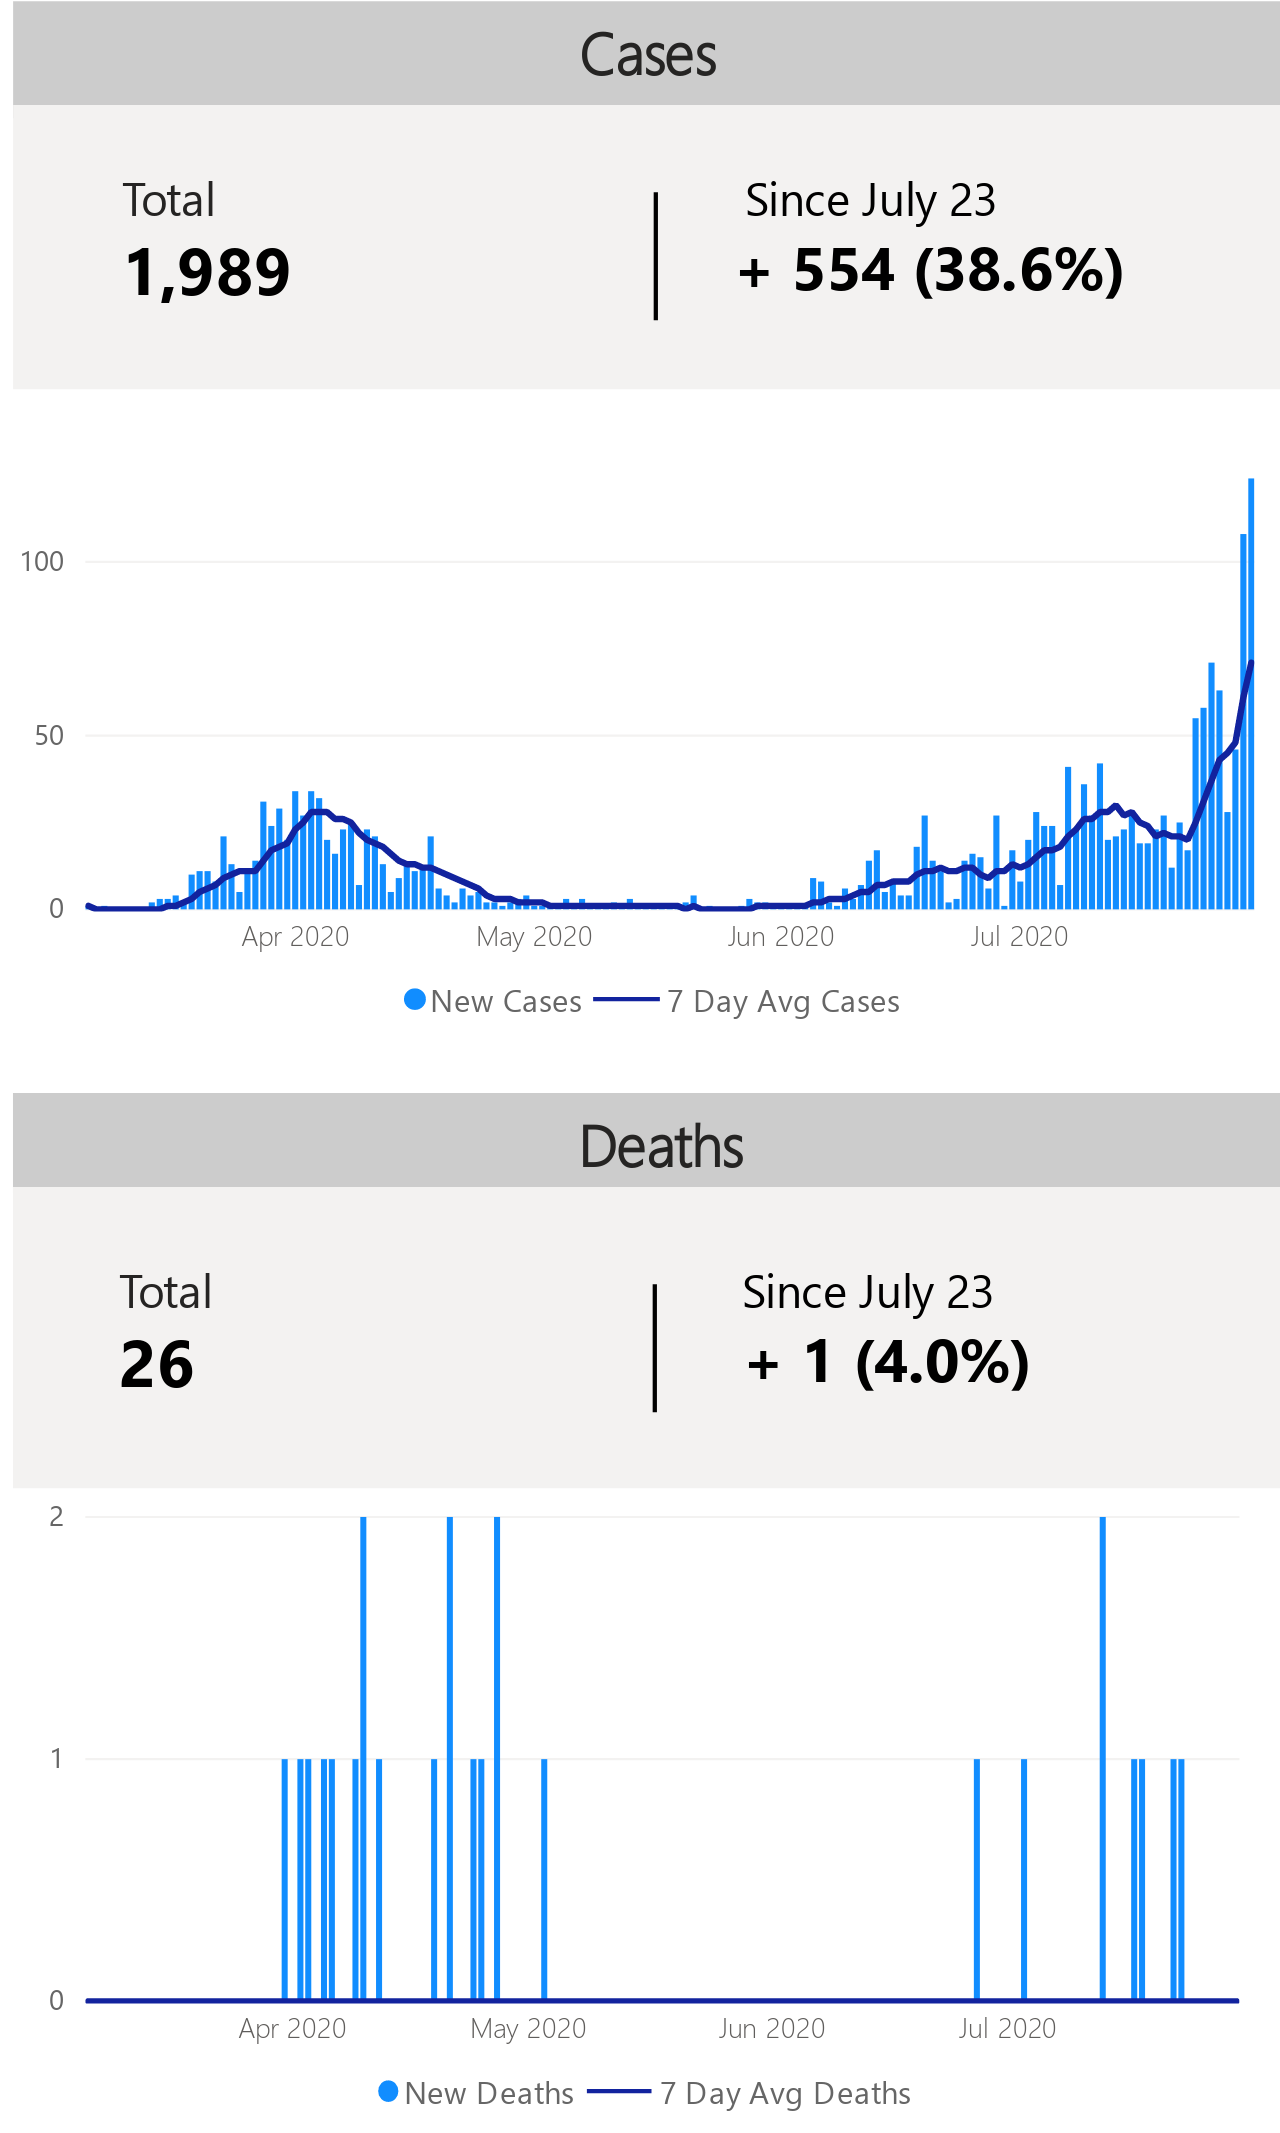 Cases
Total
1,989
Since July 23
+ 554 (38.6%)
100
50
0
Apr 2020 May 2020 Jun 2020 Jul 2020
New Cases 7 Day Avg Cases
Deaths
Total
26
Since July 23
+ 1 (4.0%)
2
1
0
Apr 2020 May 2020 Jun 2020 Jul 2020
New Deaths 7 Day Avg Deaths